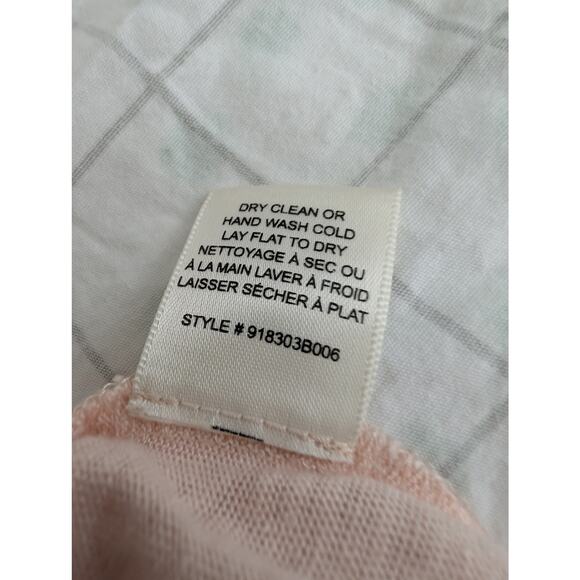 DRY CLEAN OR
HAND WASH COLD
LAY FLAT TO DRY
NETTOYAGE À SEC OU
À LA MAIN LAVER À FROID
LAISSER SÉCHER À PLAT
STYLE # 918303B006